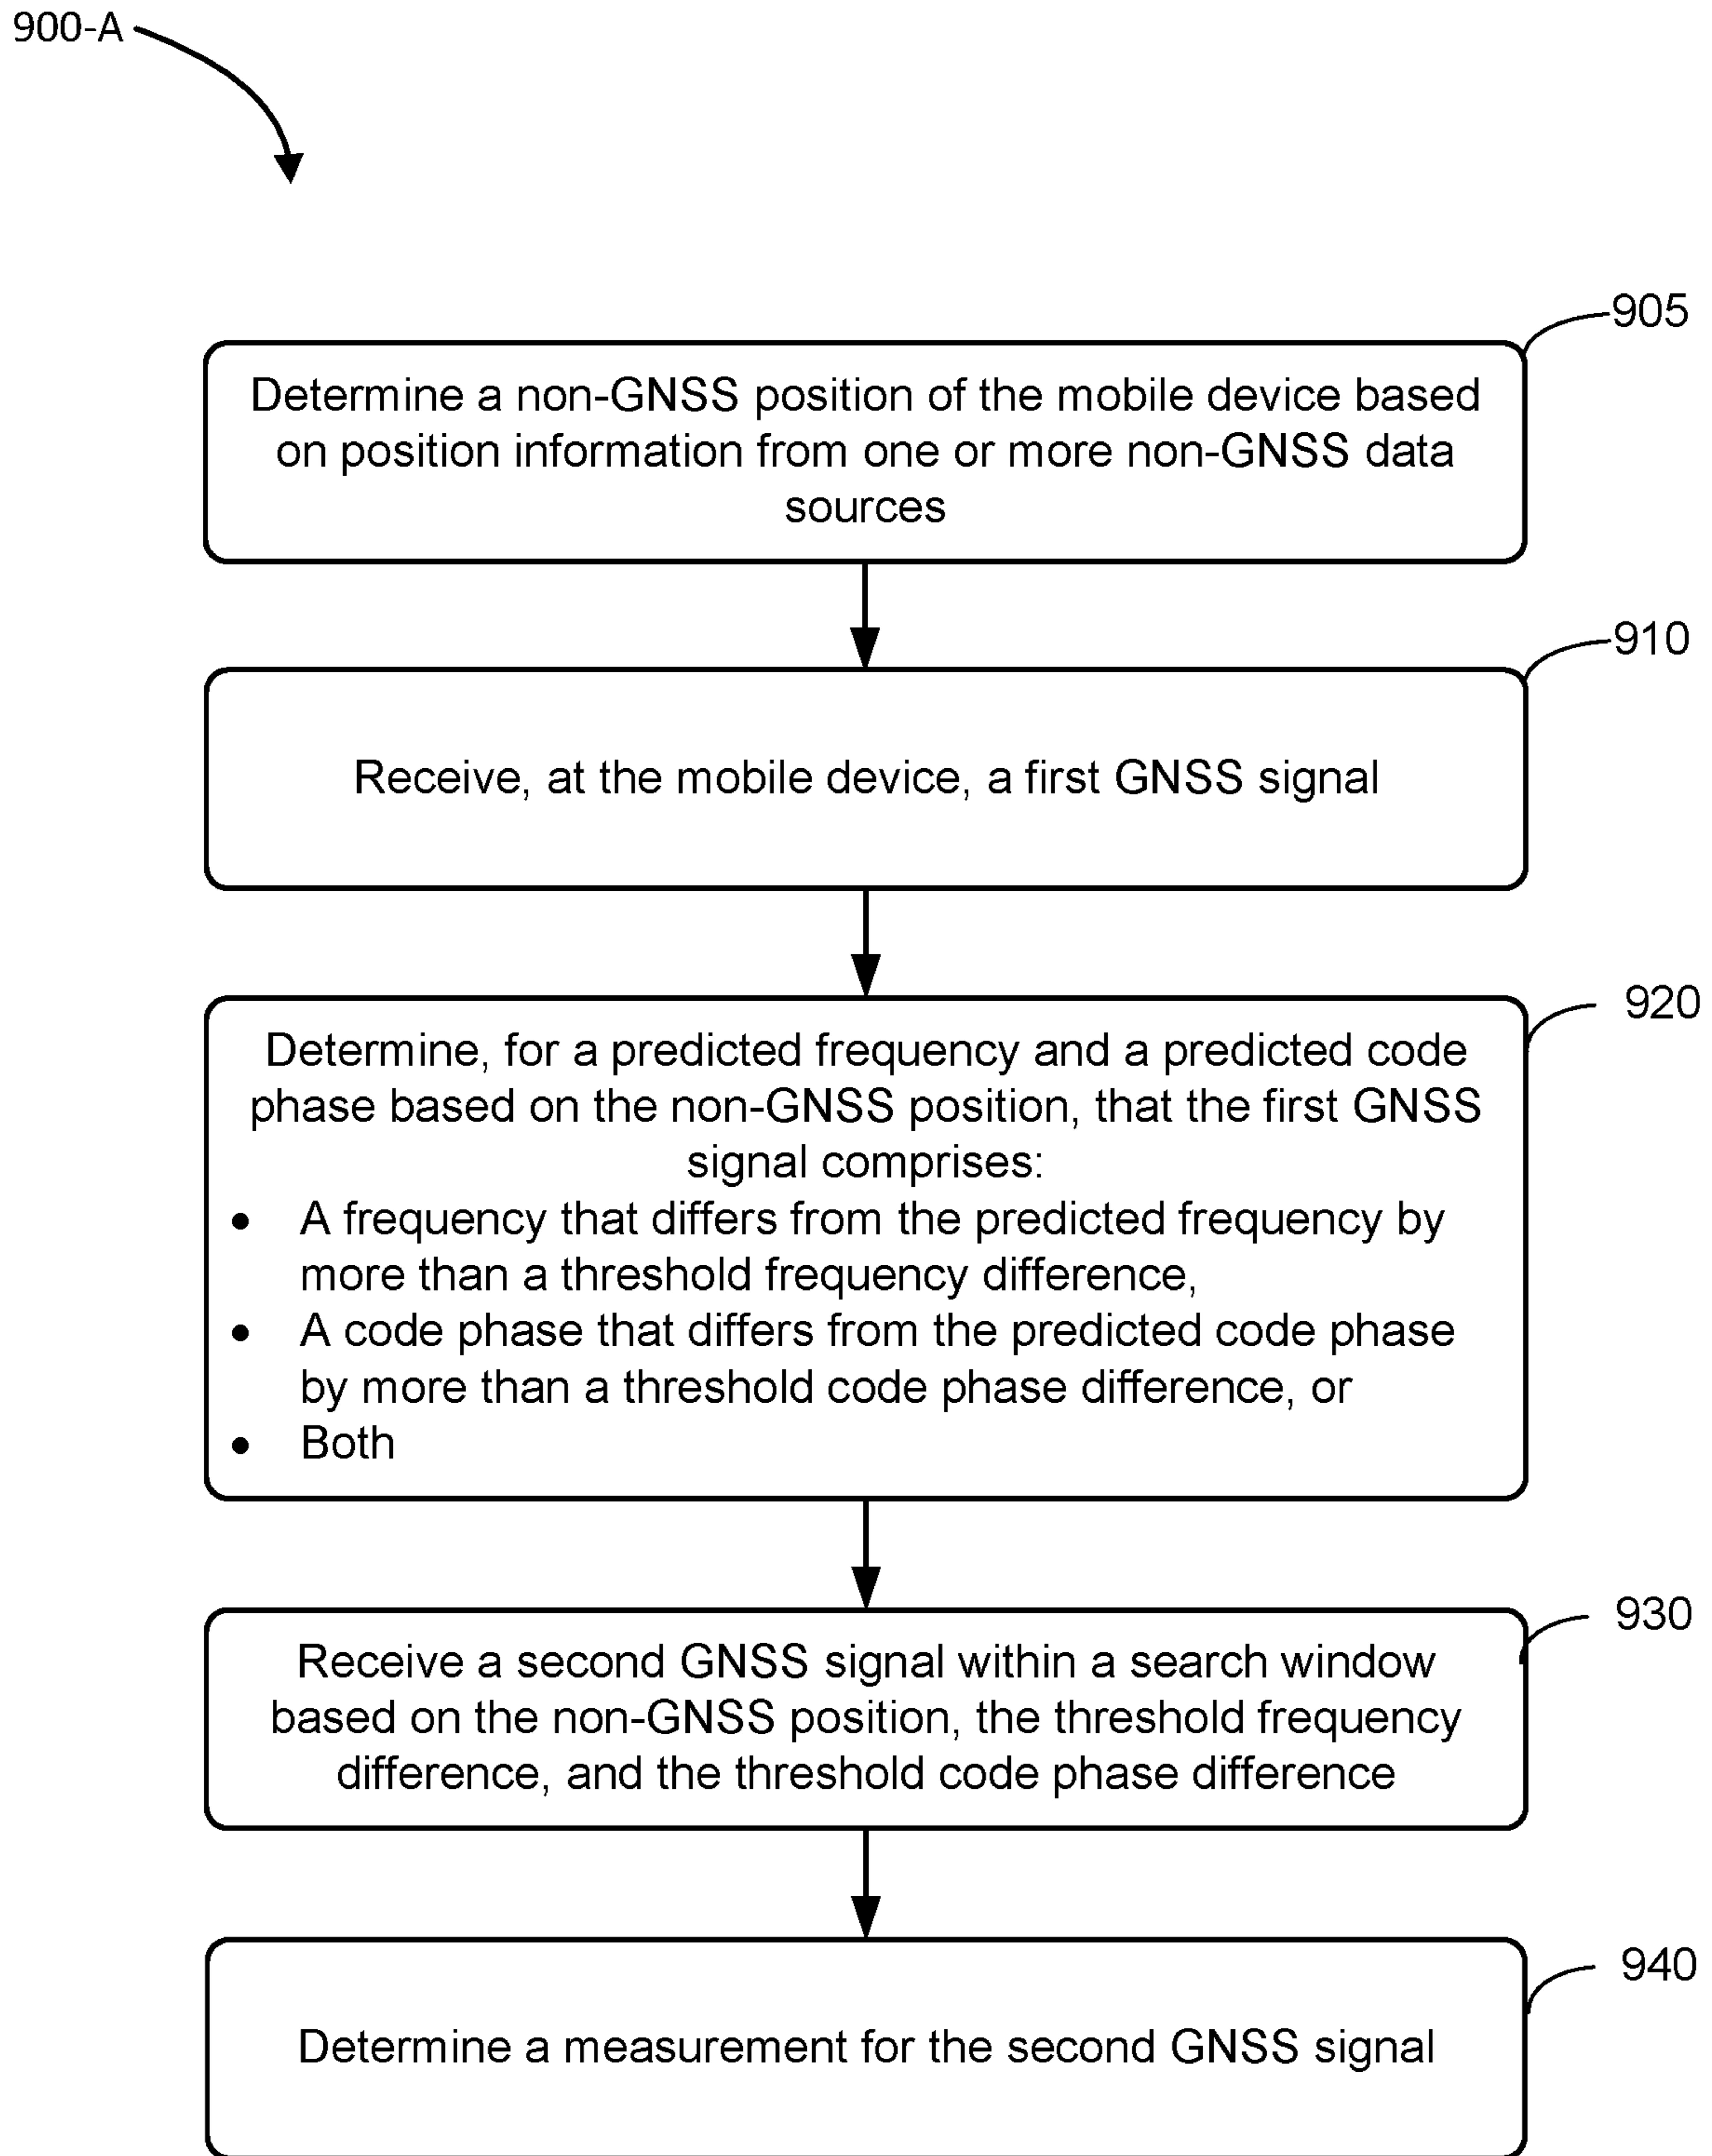 900-A
905
Determine a non-GNSS position of the mobile device based
on position information from one or more non-GNSS data
sources
910
Receive, at the mobile device, a first GNSS signal
920
Determine, for a predicted frequency and a predicted code
phase based on the non-GNSS position, that the first GNSS
signal comprises:
• A frequency that differs from the predicted frequency by
more than a threshold frequency difference,
• A code phase that differs from the predicted code phase
by more than a threshold code phase difference, or
• Both
930
Receive a second GNSS signal within a search window
based on the non-GNSS position, the threshold frequency
difference, and the threshold code phase difference
940
Determine a measurement for the second GNSS signal